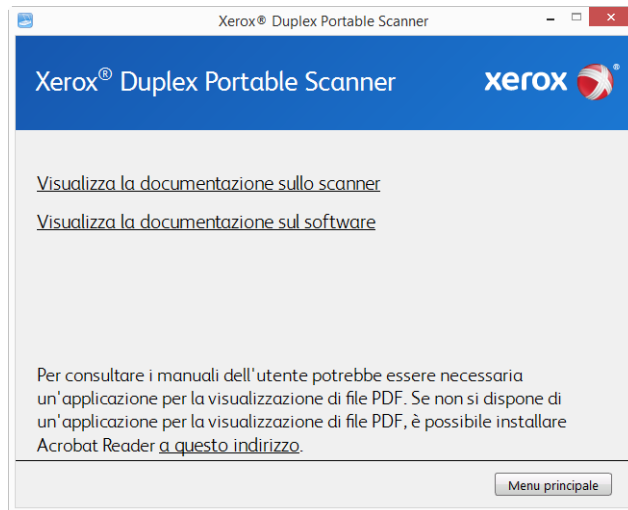 Xerox® Duplex Portable Scanner
Xerox® Duplex Portable Scanner
xerox ®
Visualizza la documentazione sullo scanner
Visualizza la documentazione sul software
Per consultare i manuali dell'utente potrebbe essere necessaria
un'applicazione per la visualizzazione di file PDF. Se non si dispone di
un'applicazione per la visualizzazione di file PDF, è possibile installare
Acrobat Reader a questo indirizzo.
Menu principale